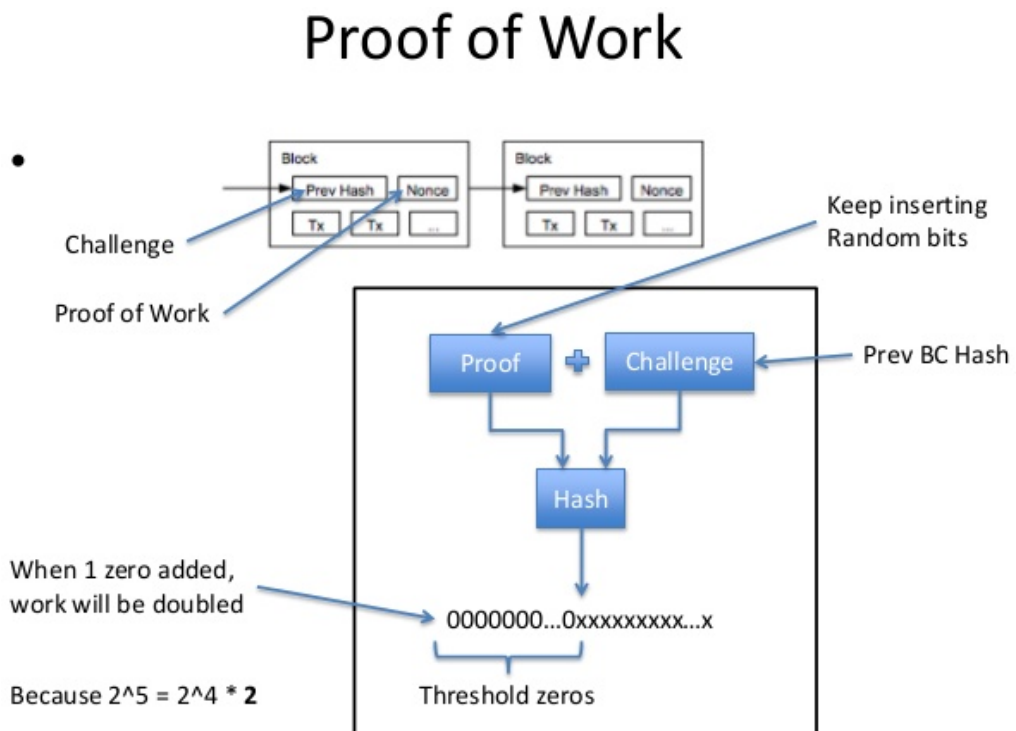 Proof of Work
•
Block
Prev Hash
Nonce
Tx
Tx
...
Block
Prev Hash
Nonce
Tx
Tx
...
Challenge
Proof of Work
Keep inserting
Random bits
Proof
Challenge
Prev BC Hash
Hash
When 1 zero added,
work will be doubled
0000000...0xxxxxxxxx...x
Because 2^5 = 2^4 * 2
Threshold zeros